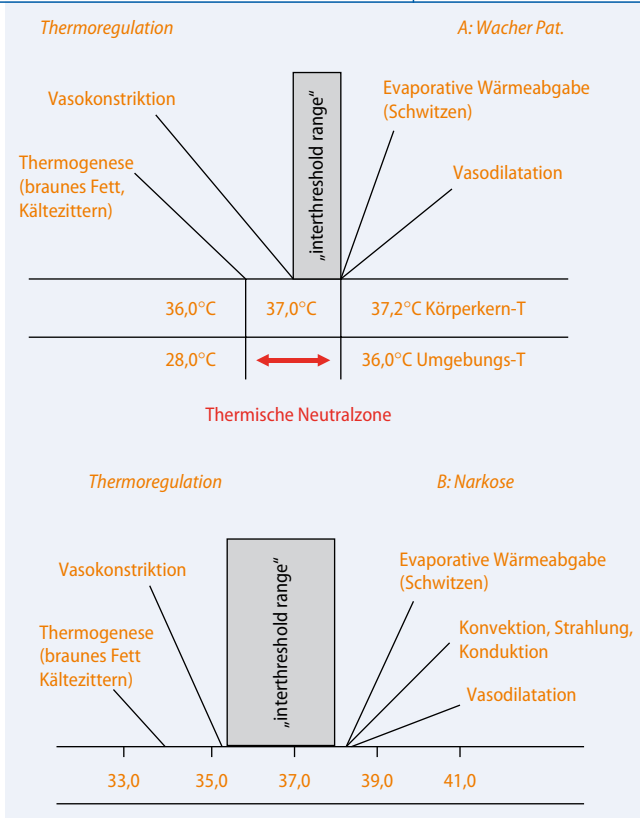 Thermoregulation
A: Wacher Pat.
Vasokonstriktion
Evaporative Wärmeabgabe
(Schwitzen)
Thermogenese
(braunes Fett,
Kältezittern)
„interthreshold range“
Vasodilatation
36,0°C 37,0°C 37,2°C Körperkern-T
28,0°C 36,0°C Umgebungs-T
Thermische Neutralzone
Thermoregulation
B: Narkose
Vasokonstriktion
Evaporative Wärmeabgabe
(Schwitzen)
Thermogenese
(braunes Fett
Kältezittern)
„interthreshold range“
Konvektion, Strahlung,
Konduktion
Vasodilatation
33,0 35,0 37,0 39,0 41,0